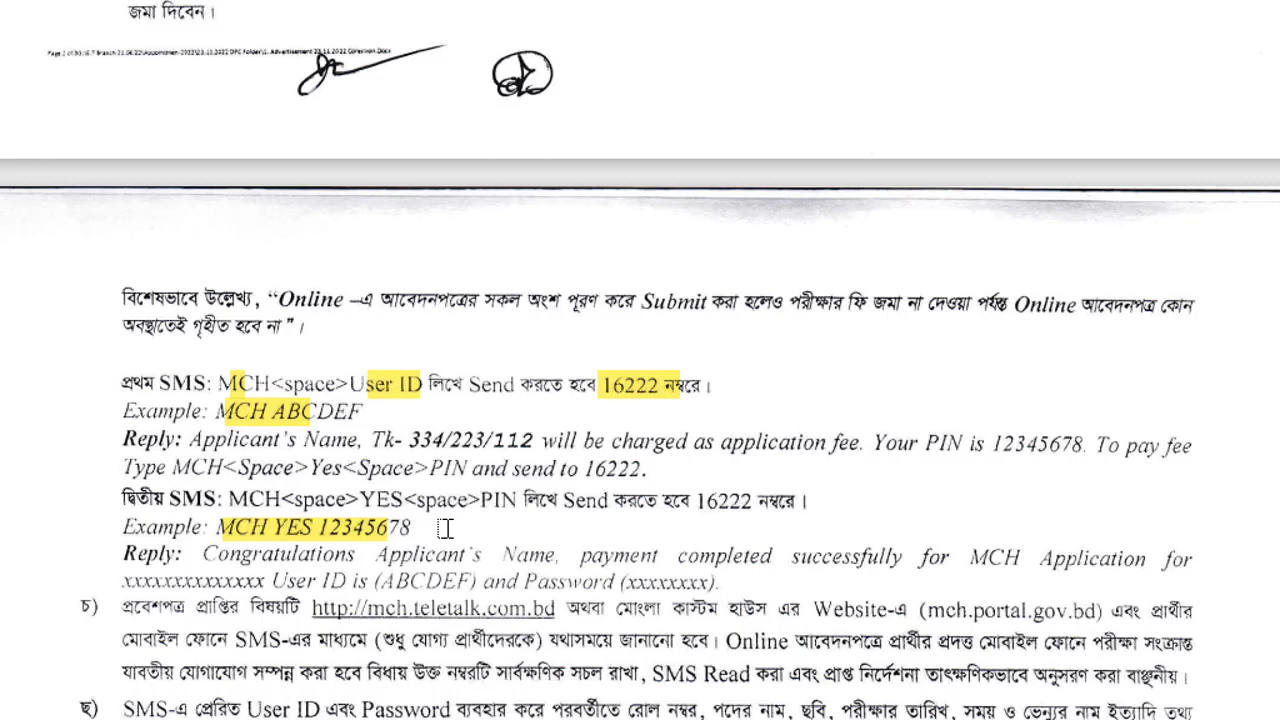 জমা দিবেন।
বিশেষভাবে উল্লেখ্য, “Online –এ আবেদনপত্রের সকল অংশ পূরণ করে Submit করা হলেও পরীক্ষার ফি জমা না দেওয়া পর্যন্ত Online আবেদনপত্র কোন
অবস্থাতেই গৃহীত হবে না”।
প্রথম SMS: MCH<space>User ID লিখে Send করতে হবে 16222 নম্বরে।
Example: MCH ABCDEF
Reply: Applicant's Name, Tk- 334/223/112 will be charged as application fee. Your PIN is 12345678. To pay fee
Type MCH<Space>Yes<Space>PIN and send to 16222.
দ্বিতীয় SMS: MCH<space>YES<space>PIN লিখে Send করতে হবে 16222 নম্বরে।
Example: MCH YES 12345678
Reply: Congratulations Applicant's Name, payment completed successfully for MCH Application for
xxxxxxxxxxxxxx User ID is (ABCDEF) and Password (xxxxxxxx).
চ) প্রবেশপত্র প্রাপ্তির বিষয়টি http://mch.teletalk.com.bd অথবা মোংলা কাস্টম হাউস এর Website-এ (mch.portal.gov.bd) এবং প্রার্থীর
মোবাইল ফোনে SMS-এর মাধ্যমে (শুধু যোগ্য প্রার্থীদেরকে) যথাসময়ে জানানো হবে। Online আবেদনপত্রে প্রার্থীর প্রদত্ত মোবাইল ফোনে পরীক্ষা সংক্রান্ত
যাবতীয় যোগাযোগ সম্পন্ন করা হবে বিধায় উক্ত নম্বরটি সার্বক্ষণিক সচল রাখা, SMS Read করা এবং প্রাপ্ত নির্দেশনা তাৎক্ষণিকভাবে অনুসরণ করা বাঞ্ছনীয়।
ছ) SMS-এ প্রেরিত User ID এবং Password ব্যবহার করে পরবর্তীতে রোল নম্বর, পদের নাম, ছবি, পরীক্ষার তারিখ, সময় ও ভেন্যুর নাম ইত্যাদি তথ্য